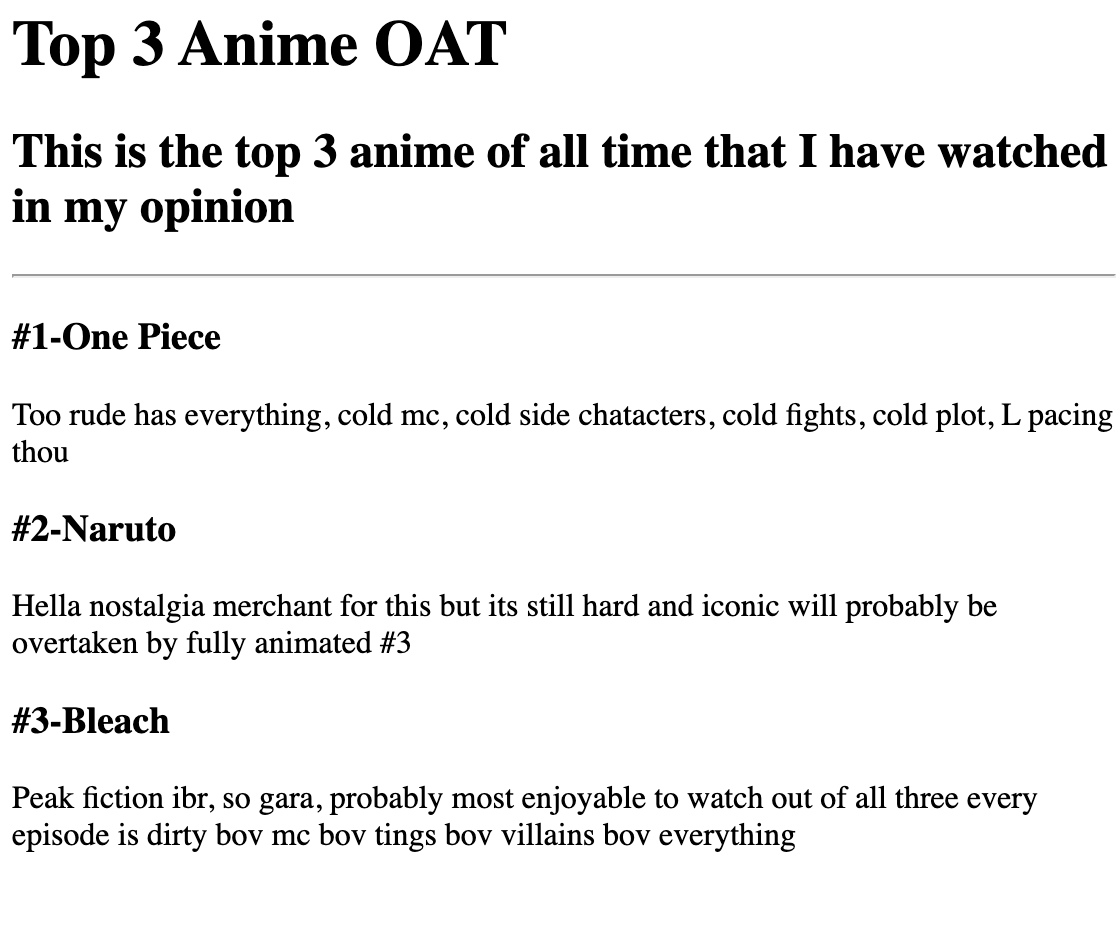 Top 3 Anime OAT
This is the top 3 anime of all time that I have watched
in my opinion
#1-One Piece
Too rude has everything, cold mc, cold side chatacters, cold fights, cold plot, L pacing
thou
#2-Naruto
Hella nostalgia merchant for this but its still hard and iconic will probably be
overtaken by fully animated #3
#3-Bleach
Peak fiction ibr, so gara, probably most enjoyable to watch out of all three every
episode is dirty bov mc bov tings bov villains bov everything